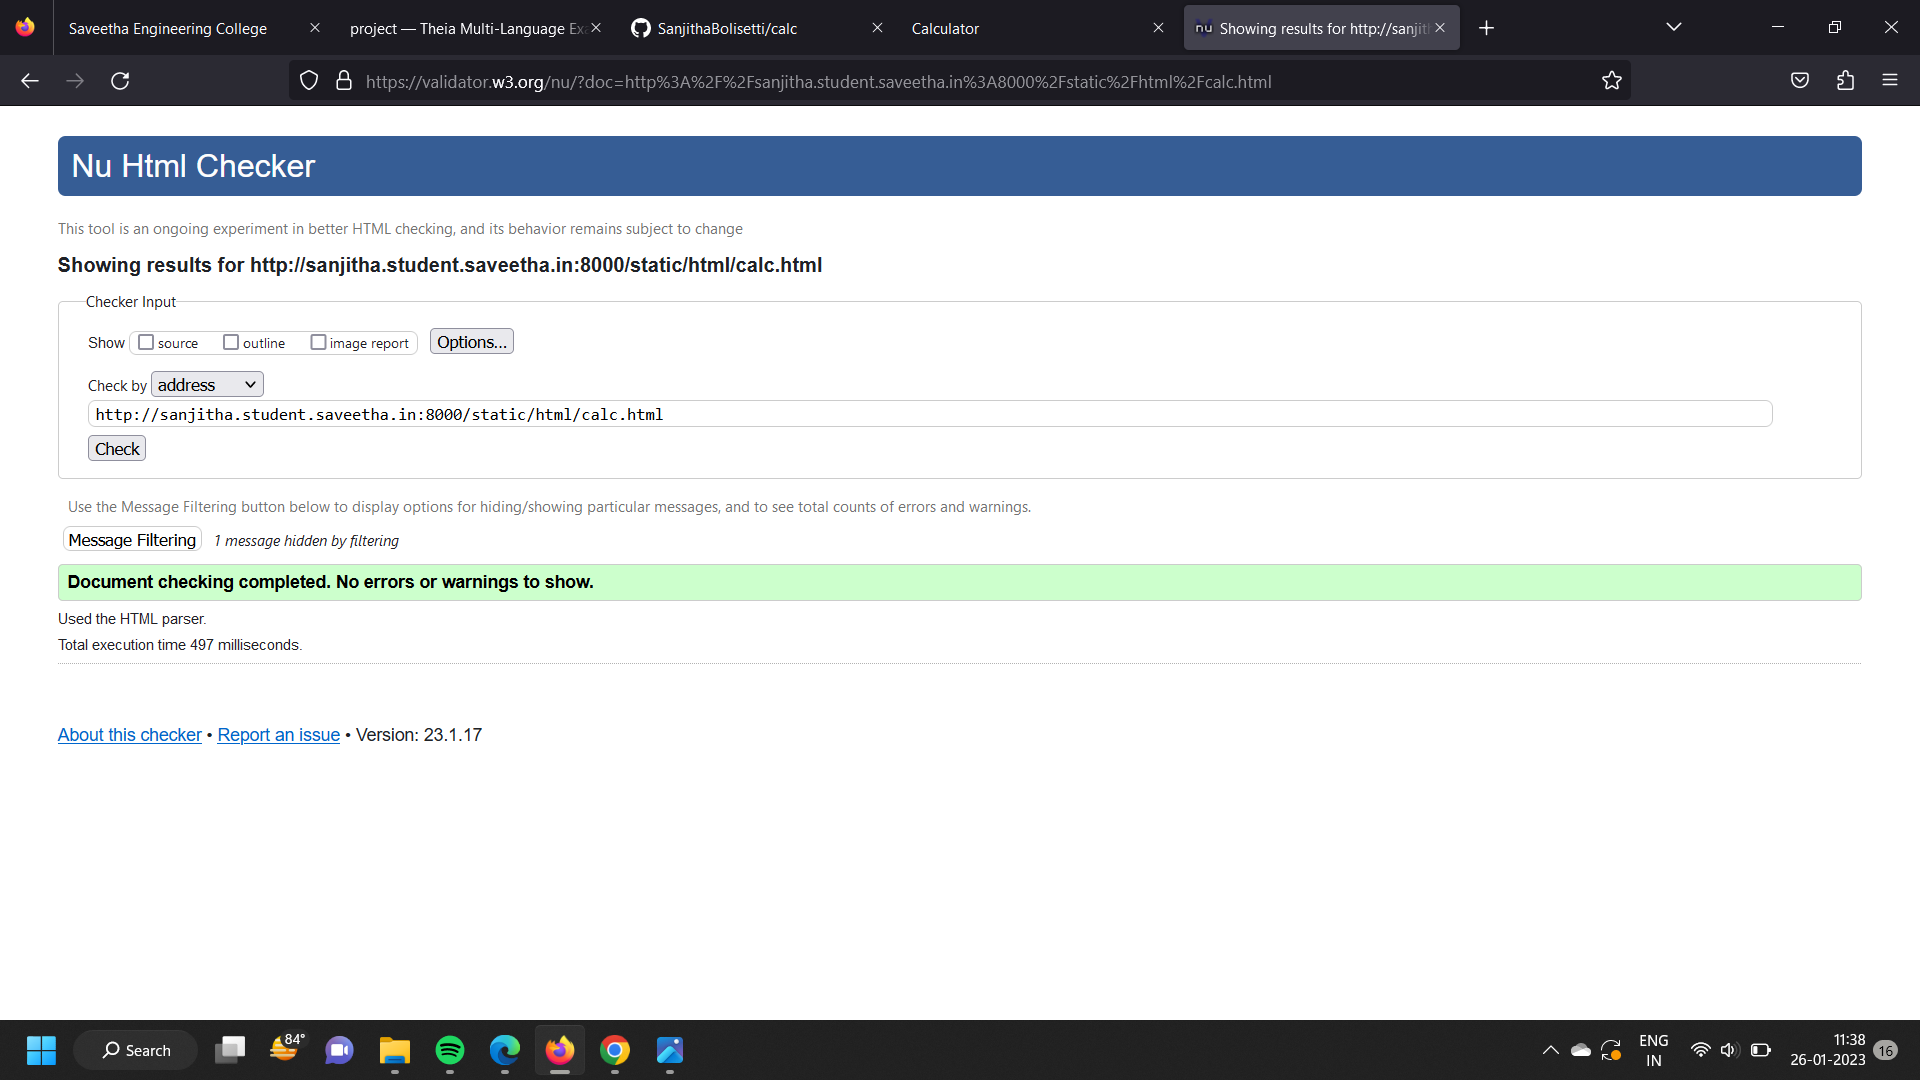 Saveetha Engineering College
project — Theia Multi-Language Exa
SanjithaBolisetti/calc
Calculator
nu Showing results for http://sanjit
https://validator.w3.org/nu/?doc=http%3A%2F%2Fsanjitha.student.saveetha.in%3A8000%2Fstatic%2Fhtml%2Fcalc.html
Nu Html Checker
This tool is an ongoing experiment in better HTML checking, and its behavior remains subject to change
Showing results for http://sanjitha.student.saveetha.in:8000/static/html/calc.html
Checker Input
Show source outline image report Options...
Check by address
http://sanjitha.student.saveetha.in:8000/static/html/calc.html
Check
Use the Message Filtering button below to display options for hiding/showing particular messages, and to see total counts of errors and warnings.
Message Filtering 1 message hidden by filtering
Document checking completed. No errors or warnings to show.
Used the HTML parser.
Total execution time 497 milliseconds.
About this checker • Report an issue • Version: 23.1.17
Search
84°
ENG
IN
11:38
26-01-2023
16